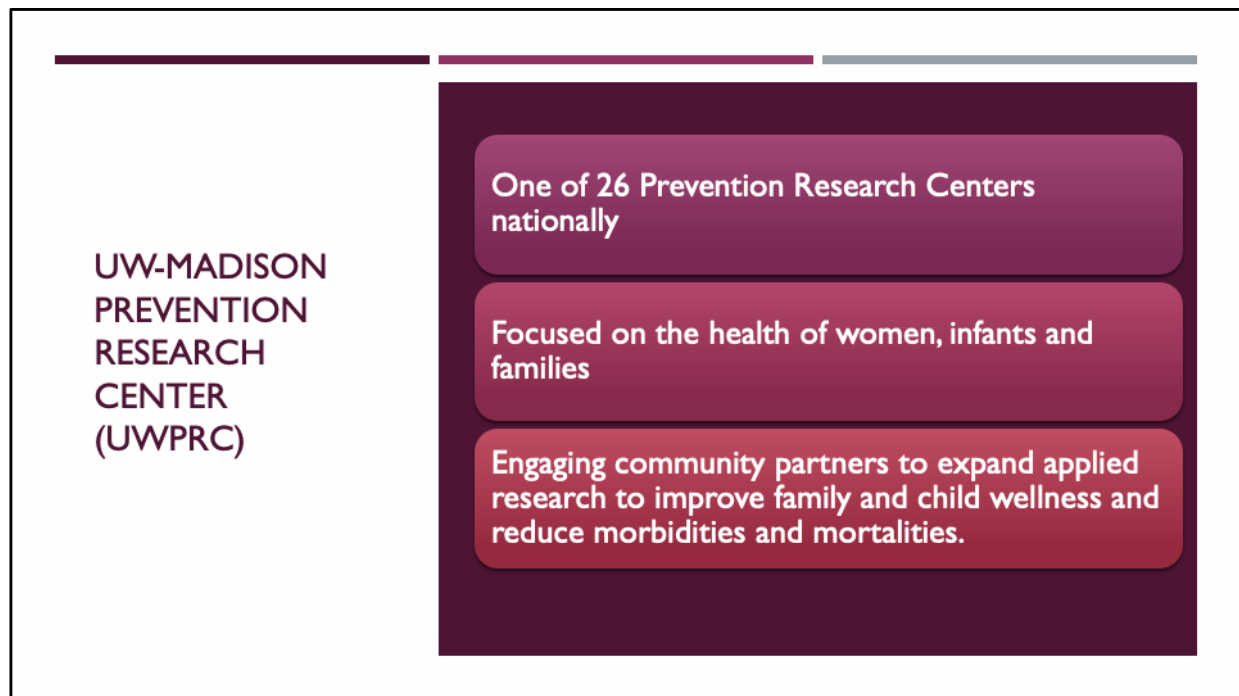 UW-MADISON
PREVENTION
RESEARCH
CENTER
(UWPRC)
One of 26 Prevention Research Centers
nationally
Focused on the health of women, infants and
families
Engaging community partners to expand applied
research to improve family and child wellness and
reduce morbidities and mortalities.